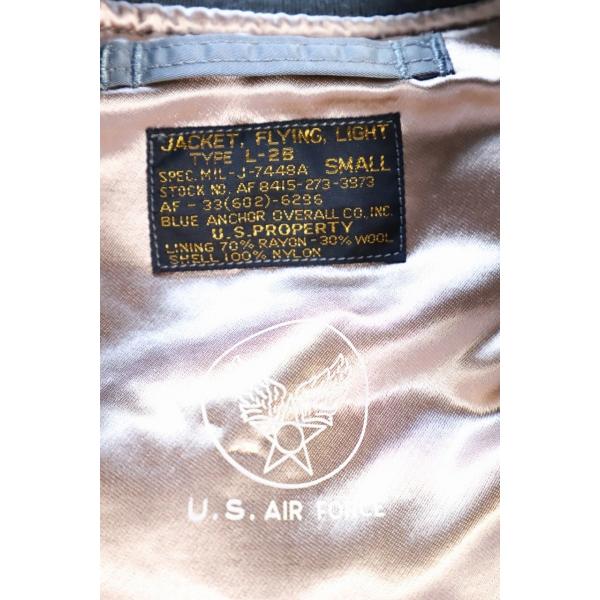 JACKET, FLYING, LIGHT
TYPE L-2B
SPEC. MIL-J-7448A SMALL
STOCK NO. AF 8415-273-3973
AF-33(602)-6296
BLUE ANCHOR OVERALL CO., INC.
U.S. PROPERTY
LINING 70% RAYON-30% WOOL
SHELL 100% NYLON
U.S. AIR FORCE